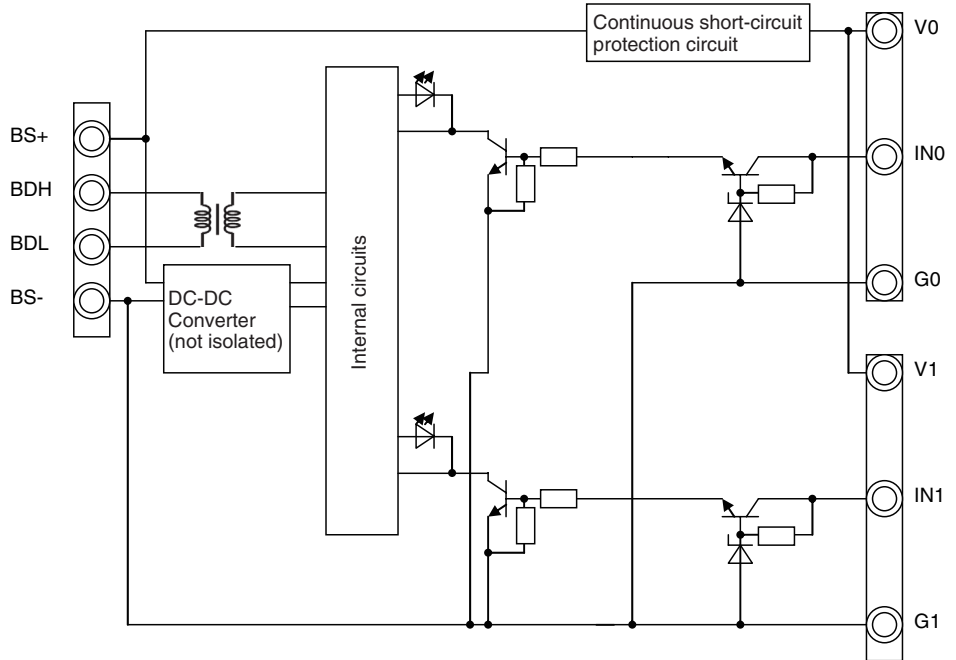 Continuous short-circuit
protection circuit
V0
BS+
IN0
BDH
BDL
G0
BS-
DC-DC
Converter
(not isolated)
Internal circuits
V1
IN1
G1